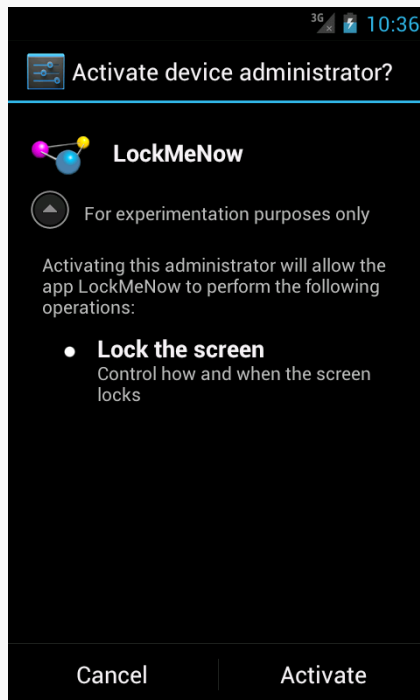 3G 10:36
Activate device administrator?
LockMeNow
For experimentation purposes only
Activating this administrator will allow the
app LockMeNow to perform the following
operations:
Lock the screen
Control how and when the screen
locks
Cancel Activate